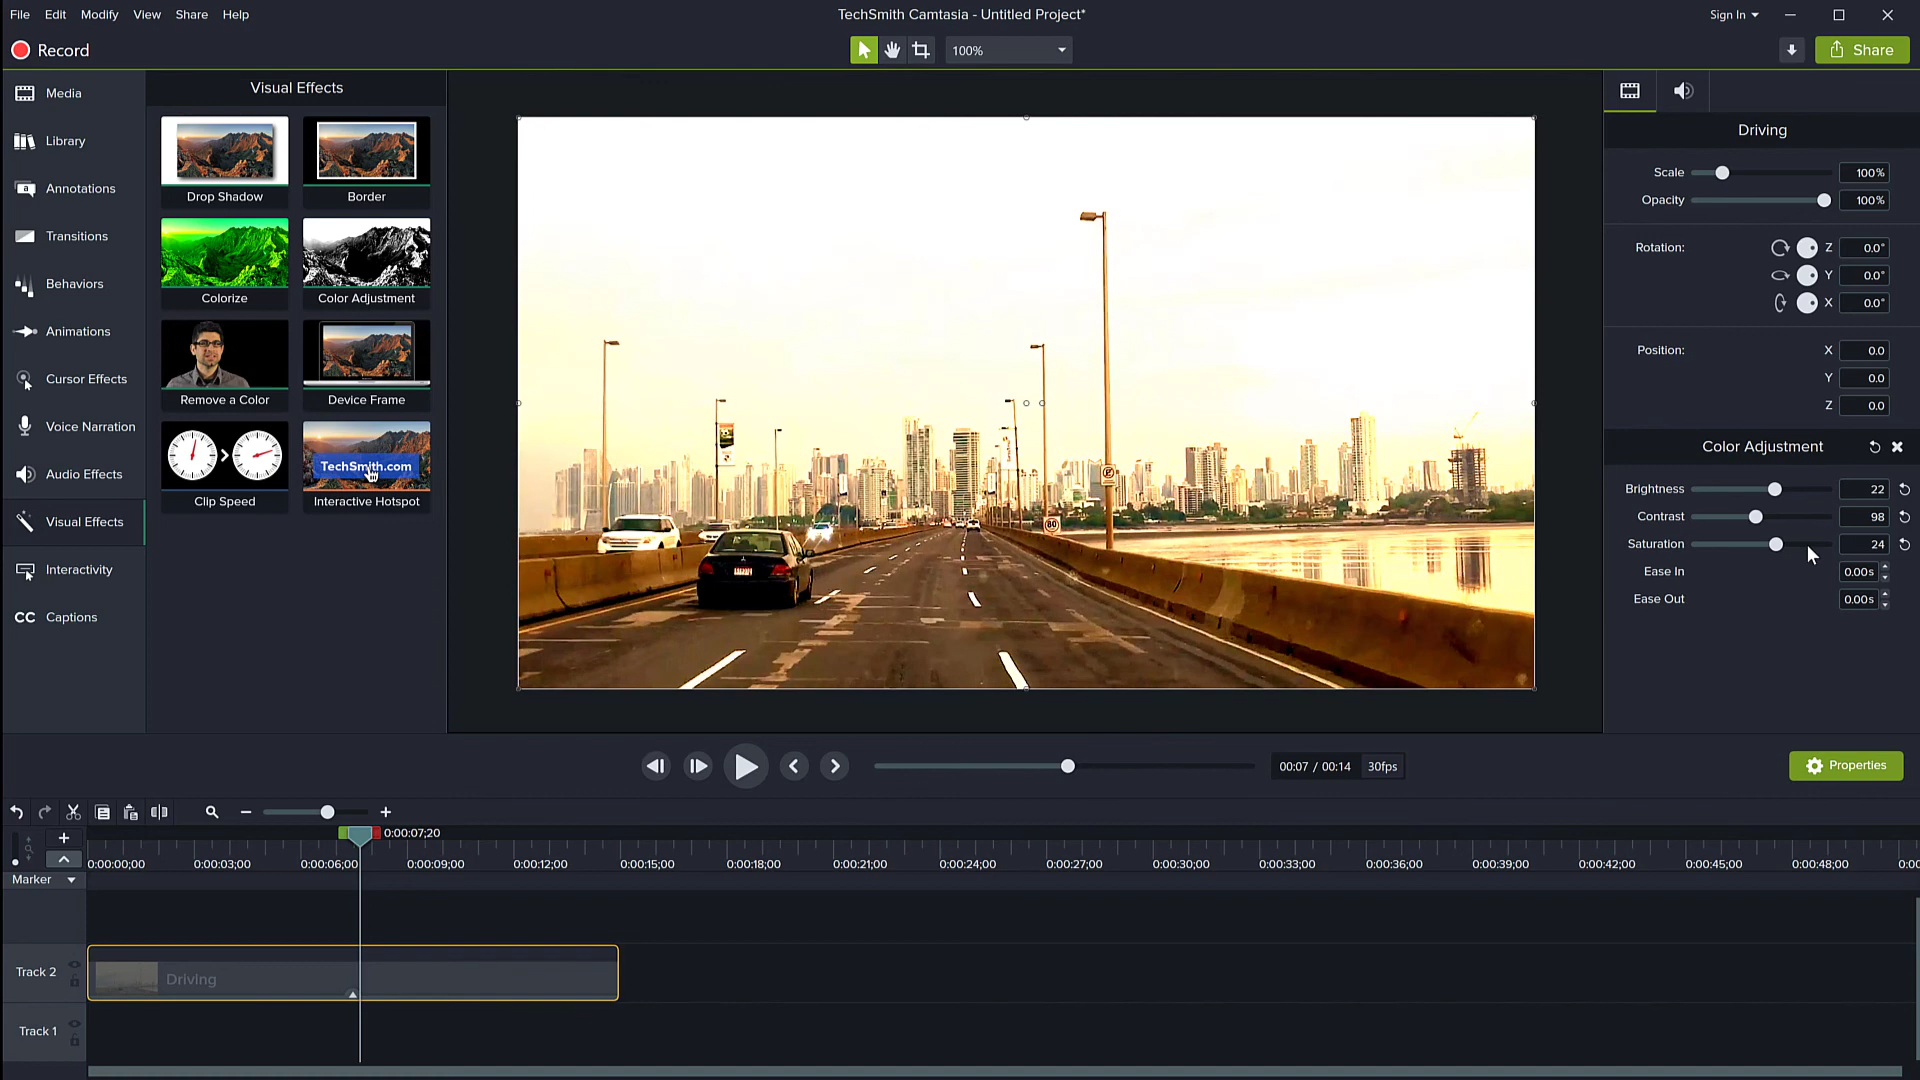 File Edit Modify View Share Help
TechSmith Camtasia - Untitled Project*
Sign In
Record
100%
Share
Media
Library
Annotations
Transitions
Behaviors
Animations
Cursor Effects
Voice Narration
Audio Effects
Visual Effects
Interactivity
CC Captions
Visual Effects
Drop Shadow
Border
Colorize
Color Adjustment
Remove a Color
Device Frame
Clip Speed
TechSmith.com
Interactive Hotspot
80
Driving
Scale 100%
Opacity 100%
Rotation: Z 0.0°
Y 0.0°
X 0.0°
Position: X 0.0
Y 0.0
Z 0.0
Color Adjustment
Brightness 22
Contrast 98
Saturation 24
Ease In 0.00s
Ease Out 0.00s
00:07 / 00:14 30fps
Properties
0:00:07;20
0:00:00;00 0:00:03;00 0:00:06;00 0:00:09;00 0:00:12;00 0:00:15;00 0:00:18;00 0:00:21;00 0:00:24;00 0:00:27;00 0:00:30;00 0:00:33;00 0:00:36;00 0:00:39;00 0:00:42;00 0:00:45;00 0:00:48;00
Marker
Track 2
Driving
Track 1